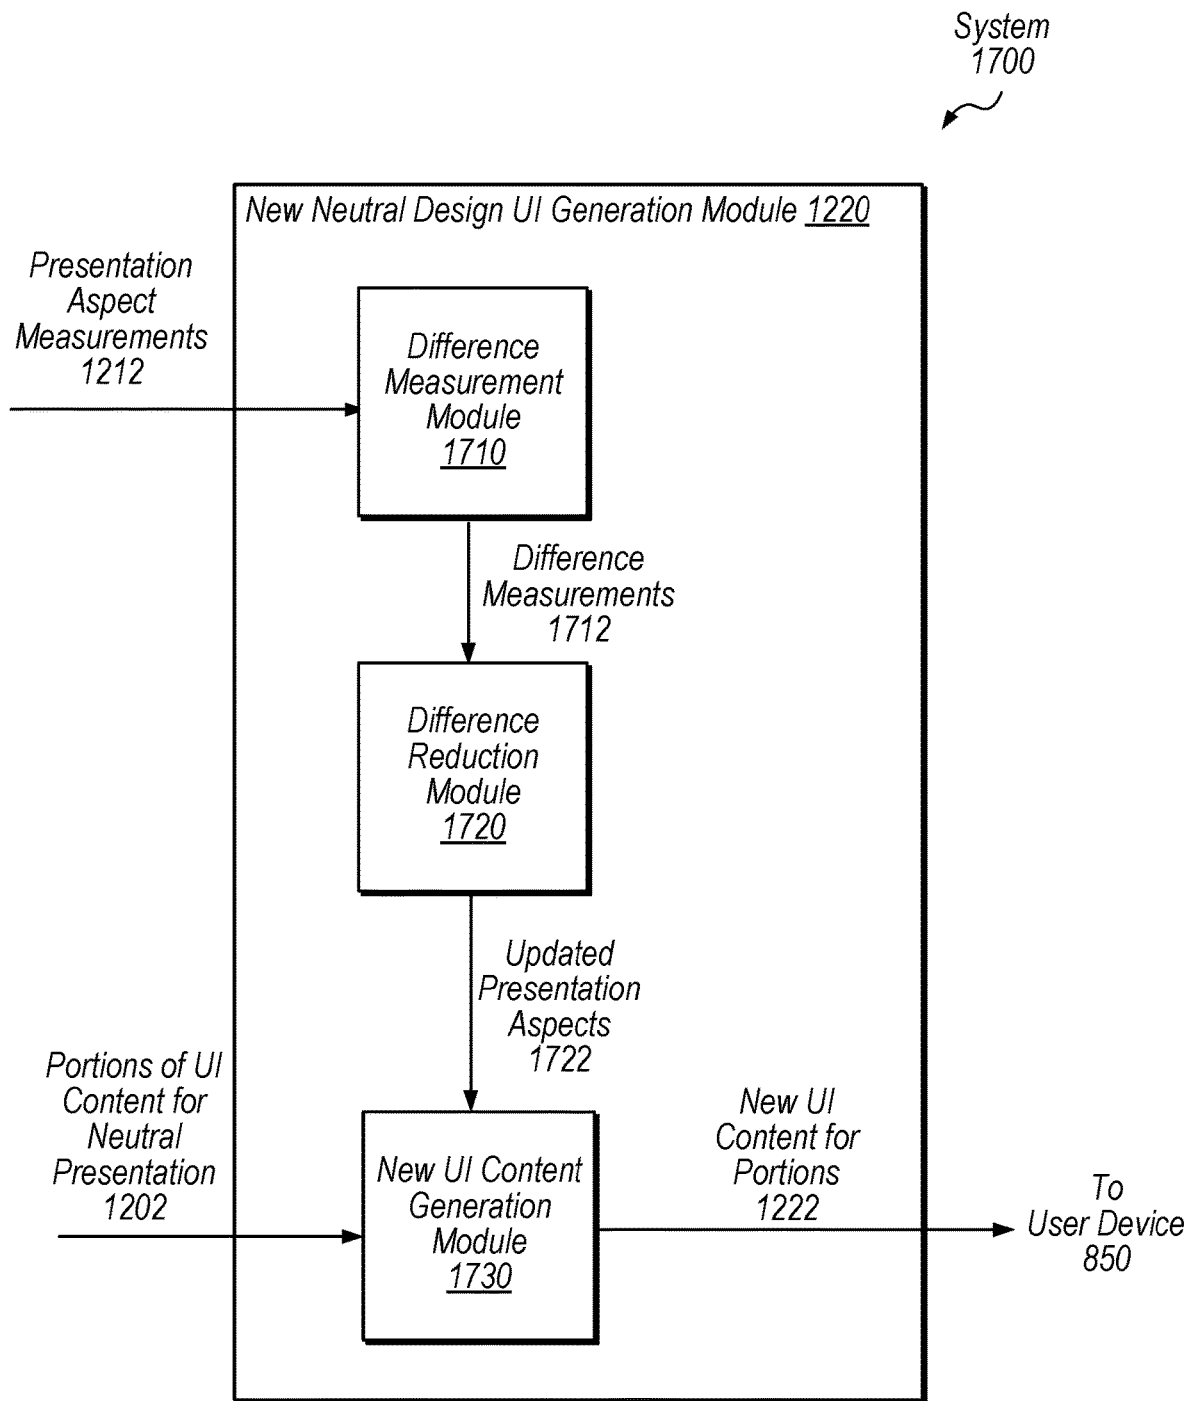 System
1700
New Neutral Design UI Generation Module 1220
Presentation
Aspect
Measurements
1212
Difference
Measurement
Module
1710
Difference
Measurements
1712
Difference
Reduction
Module
1720
Updated
Presentation
Aspects
1722
Portions of UI
Content for
Neutral
Presentation
1202
New UI Content
Generation
Module
1730
New UI
Content for
Portions
1222
To
User Device
850